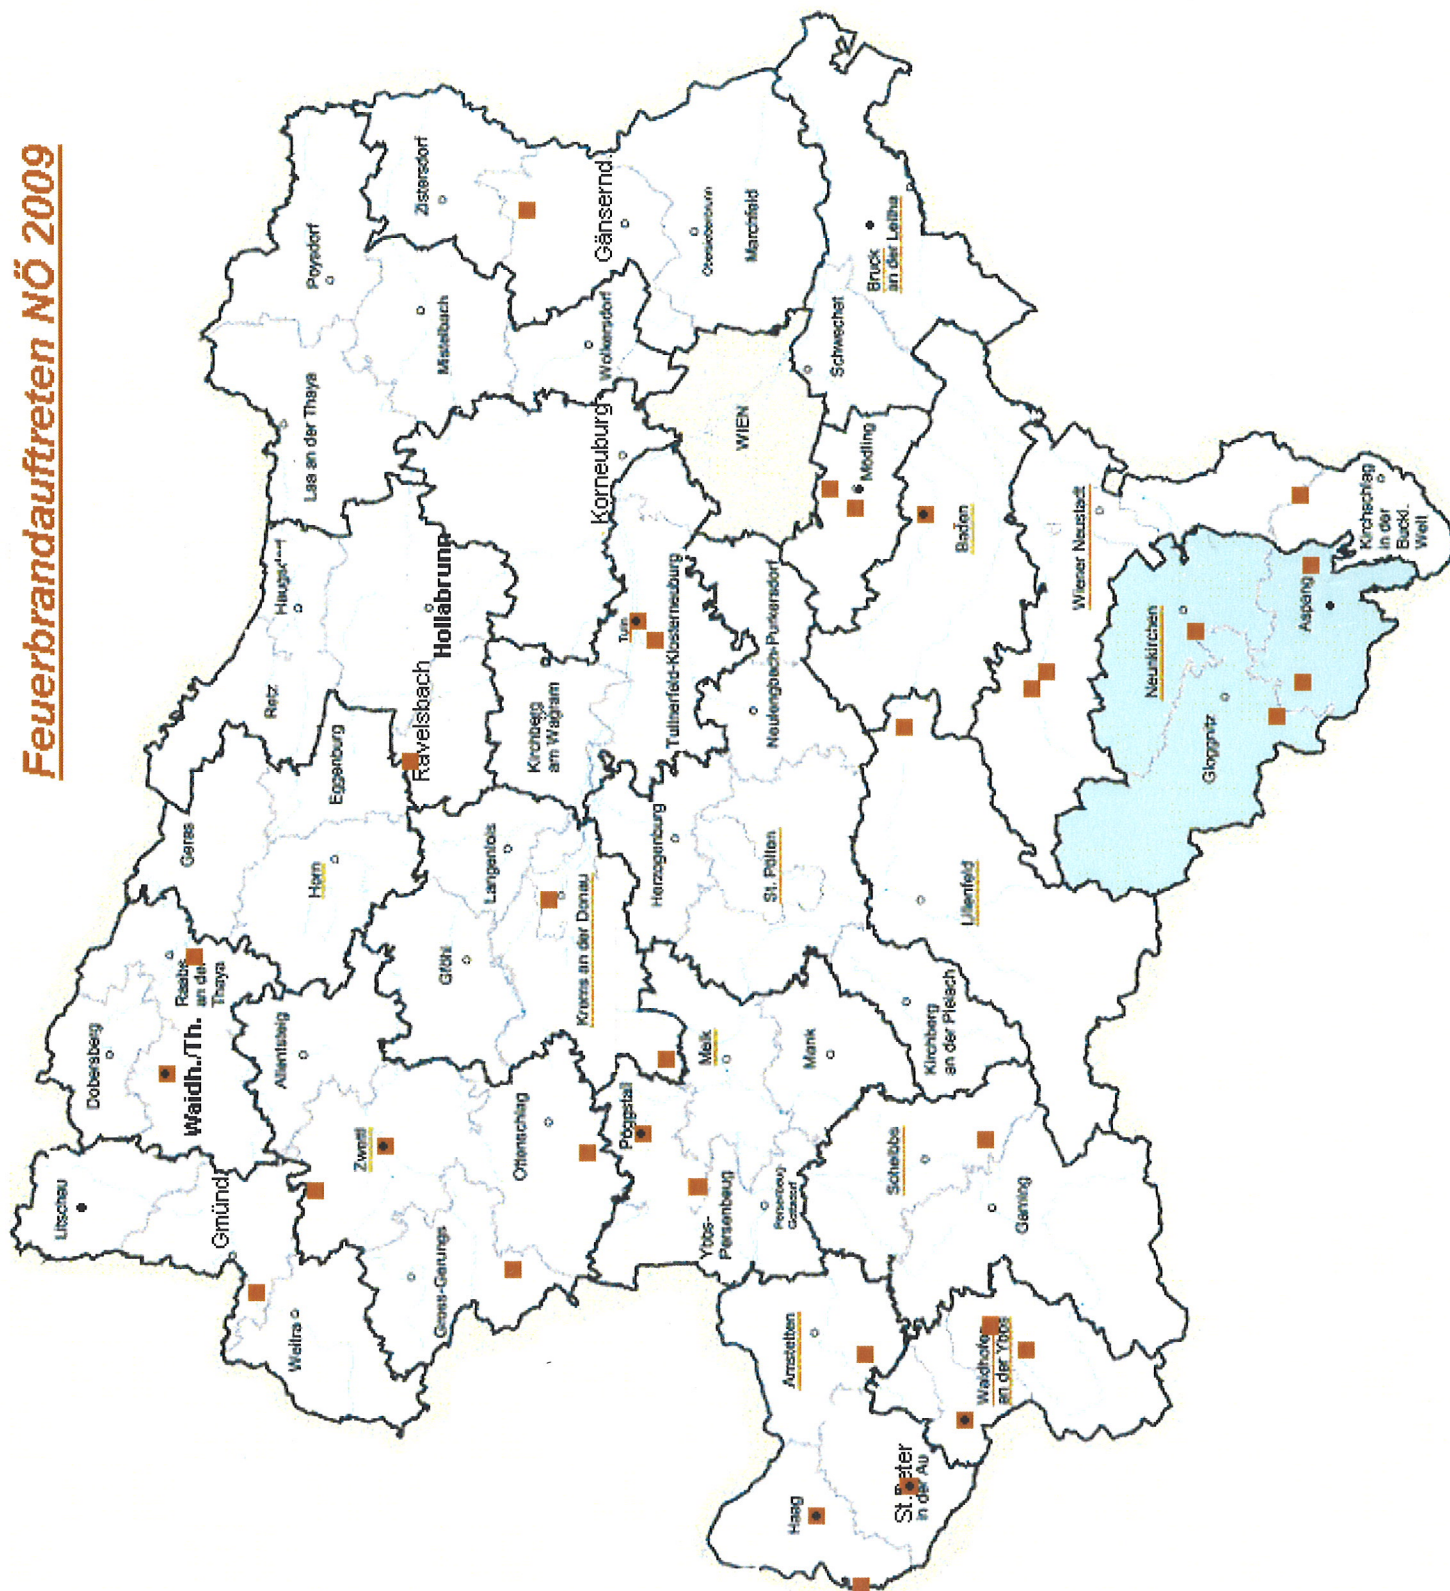 Feuerbrandauftreten NÖ 2009
Litschau
Gmünd
Weitra
Dobersberg
Waidh./Th.
Raabs
an der
Thaya
Allentsteig
Zwettl
Gross-Gerungs
Ottenschlag
Geras
Horn
Eggenburg
Retz
Haugsdorf
Hollabrunn
Ravelsbach
Laa an der Thaya
Poysdorf
Mistelbach
Wolkersdorf
Zistersdorf
Gänsernd.
Obersiebenbrunn
Marchfeld
Korneuburg
Gföhl
Langenlois
Krems an der Donau
Kirchberg
am Wagram
Tulln
Tullnerfeld-Klosterneuburg
WIEN
Pöggstall
Ybbs-
Persenbeug
Persenbeug-
Gottsdorf
Melk
Mank
Herzogenburg
St. Pölten
Neulengbach-Purkersdorf
Kirchberg
an der Pielach
Haag
St. Peter
in der Au
Amstetten
Waidhofen
an der Ybbs
Scheibbs
Gaming
Lilienfeld
Mödling
Baden
Schwechat
Bruck
an der Leitha
Wiener Neustadt
Neunkirchen
Gloggnitz
Aspang
Kirchschlag
in der
Buckl.
Welt